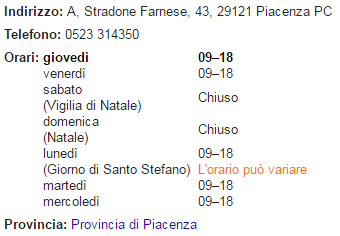 Indirizzo: A, Stradone Farnese, 43, 29121 Piacenza PC
Telefono: 0523 314350
Orari: giovedì 09–18
venerdì 09–18
sabato
(Vigilia di Natale) Chiuso
domenica
(Natale) Chiuso
lunedì 09–18
(Giorno di Santo Stefano) L'orario può variare
martedì 09–18
mercoledì 09–18
Provincia: Provincia di Piacenza